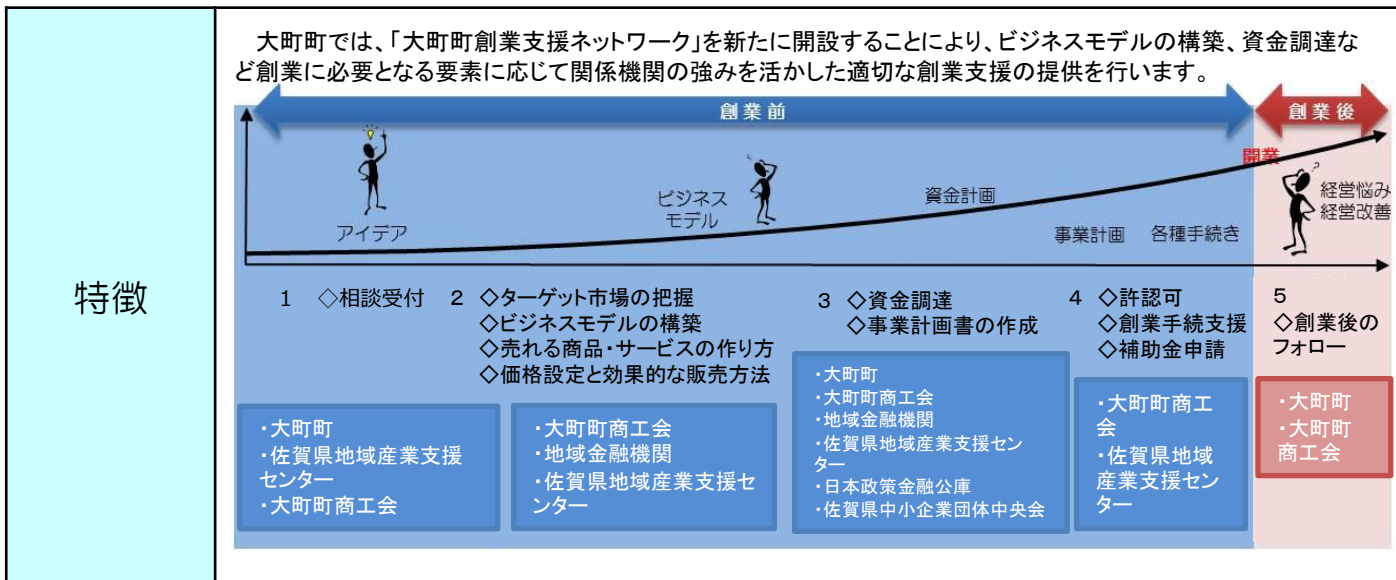 特徴
大町町では、「大町町創業支援ネットワーク」を新たに開設することにより、ビジネスモデルの構築、資金調達な
ど創業に必要となる要素に応じて関係機関の強みを活かした適切な創業支援の提供を行います。
創業前
創業後
開業
アイデア
ビジネス
モデル
資金計画
事業計画
各種手続き
?
経営悩み
経営改善
1 ◇相談受付
2 ◇ターゲット市場の把握
◇ビジネスモデルの構築
◇売れる商品・サービスの作り方
◇価格設定と効果的な販売方法
3 ◇資金調達
◇事業計画書の作成
4 ◇許認可
◇創業手続支援
◇補助金申請
5
◇創業後の
フォロー
・大町町
・佐賀県地域産業支援
センター
・大町町商工会
・大町町商工会
・地域金融機関
・佐賀県地域産業支援セ
ンター
・大町町
・大町町商工会
・地域金融機関
・佐賀県地域産業支援セン
ター
・日本政策金融公庫
・佐賀県中小企業団体中央会
・大町町商工
会
・佐賀県地域
産業支援セン
ター
・大町町
・大町町
商工会